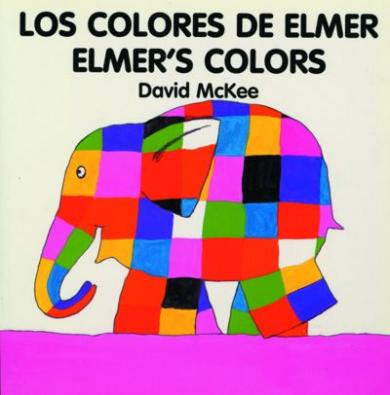 LOS COLORES DE ELMER
ELMER'S COLORS
David McKee